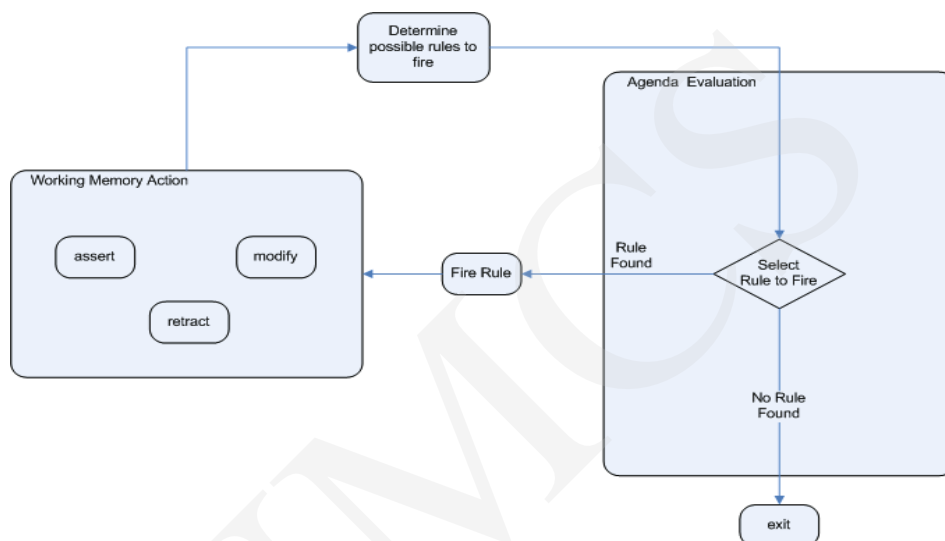 Determine
possible rules to
fire
Agenda Evaluation
Working Memory Action
assert
modify
retract
Fire Rule
Rule
Found
Select
Rule to Fire
No Rule
Found
exit